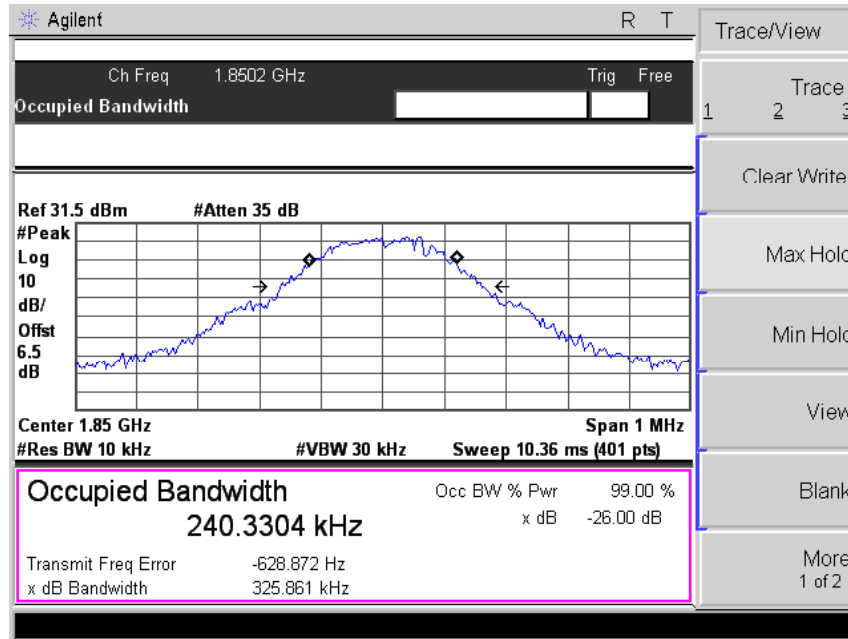 Agilent R T
Trace/View
Ch Freq 1.8502 GHz Trig Free
Occupied Bandwidth
Trace
1 2 3
Clear Write
Max Hold
Min Hold
View
Blank
More
1 of 2
Ref 31.5 dBm #Atten 35 dB
#Peak
Log
10
dB/
Offst
6.5
dB
Center 1.85 GHz Span 1 MHz
#Res BW 10 kHz #VBW 30 kHz Sweep 10.36 ms (401 pts)
Occupied Bandwidth Occ BW % Pwr 99.00 %
240.3304 kHz x dB -26.00 dB
Transmit Freq Error -628.872 Hz
x dB Bandwidth 325.861 kHz